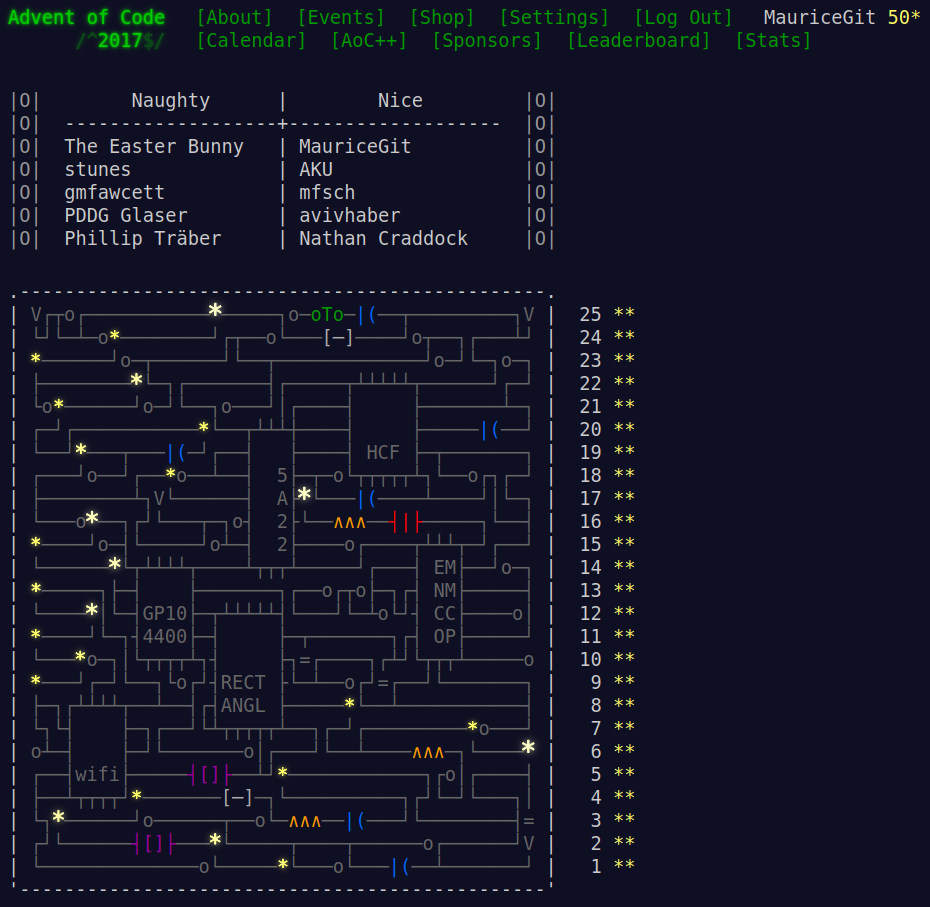 Advent of Code [About] [Events] [Shop] [Settings] [Log Out] MauriceGit 50*
/^2017$/ [Calendar] [AoC++] [Sponsors] [Leaderboard] [Stats]
|O| Naughty | Nice |O|
|O| -------------------+------------------- |O|
|O| The Easter Bunny | MauriceGit |O|
|O| stunes | AKU |O|
|O| gmfawcett | mfsch |O|
|O| PDDG Glaser | avivhaber |O|
|O| Phillip Träber | Nathan Craddock |O|
25 **
24 **
23 **
22 **
21 **
20 **
HCF 19 **
5 18 **
A 17 **
2 16 **
2 15 **
EM 14 **
NM 13 **
GP10 CC 12 **
4400 OP 11 **
10 **
RECT 9 **
ANGL 8 **
7 **
6 **
wifi 5 **
4 **
3 **
2 **
1 **